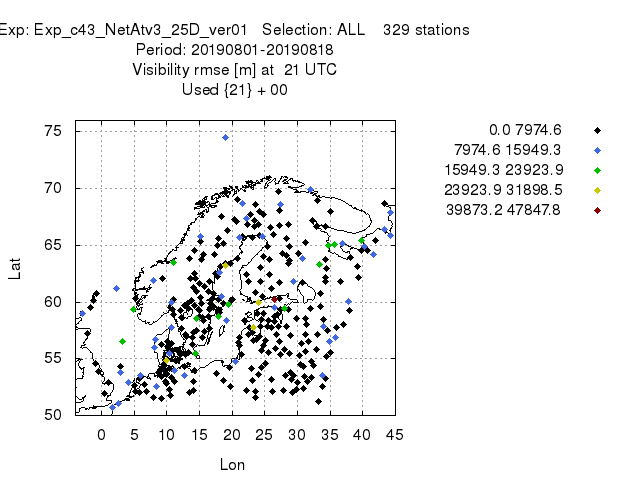 Exp: Exp_c43_NetAtv3_25D_ver01 Selection: ALL 329 stations
Period: 20190801-20190818
Visibility rmse [m] at 21 UTC
Used {21} + 00
75
70
65
60
55
50
Lat
0 5 10 15 20 25 30 35 40 45
Lon
0.0 7974.6
7974.6 15949.3
15949.3 23923.9
23923.9 31898.5
39873.2 47847.8